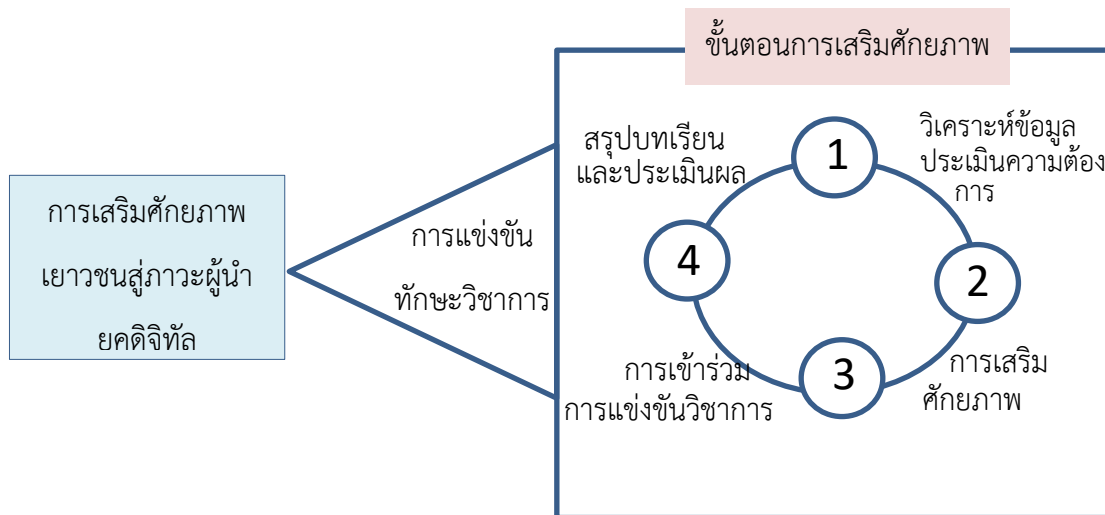 ขั้นตอนการเสริมศักยภาพ
การเสริมศักยภาพ
เยาวชนสู่ภาวะผู้นำ
ยคดิจิทัล
การแข่งขัน
ทักษะวิชาการ
1
วิเคราะห์ข้อมูล
ประเมินความต้อง
การ
2
การเสริม
ศักยภาพ
3
การเข้าร่วม
การแข่งขันวิชาการ
4
สรุปบทเรียน
และประเมินผล